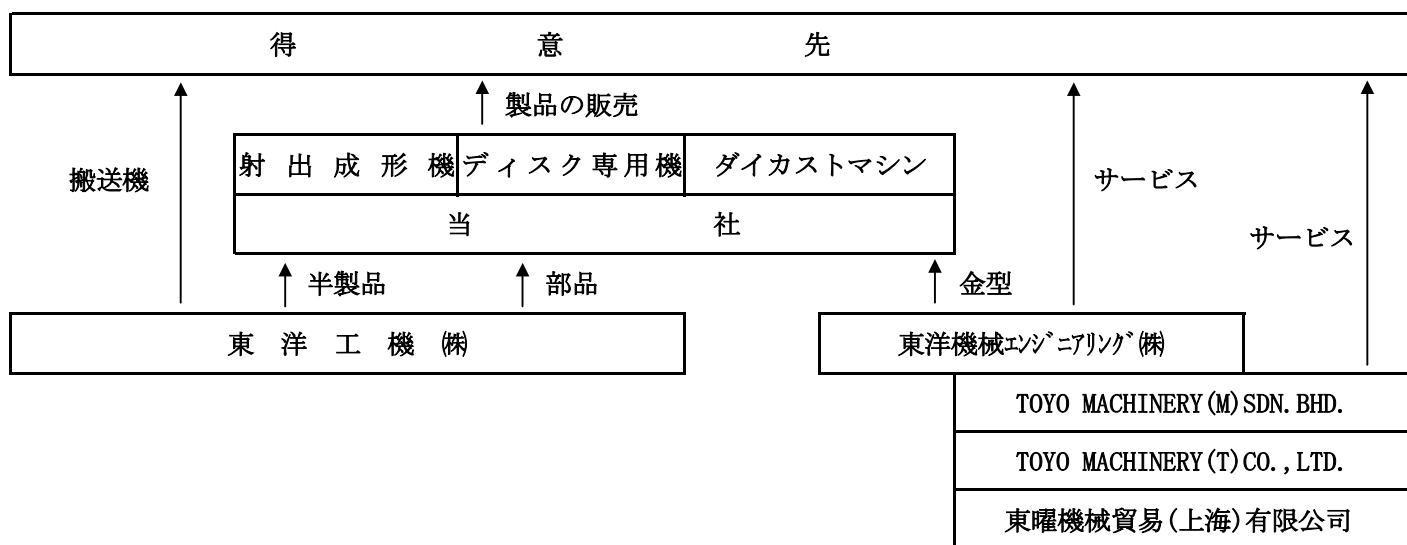 得意先
製品の販売
射出成形機 ディスク専用機 ダイカストマシン
搬送機
サービス
当社
サービス
半製品 部品 金型
東洋工機㈱ 東洋機械ｴﾝｼﾞﾆｱﾘﾝｸﾞ㈱
TOYO MACHINERY(M)SDN.BHD.
TOYO MACHINERY(T)CO.,LTD.
東曜機械貿易(上海)有限公司